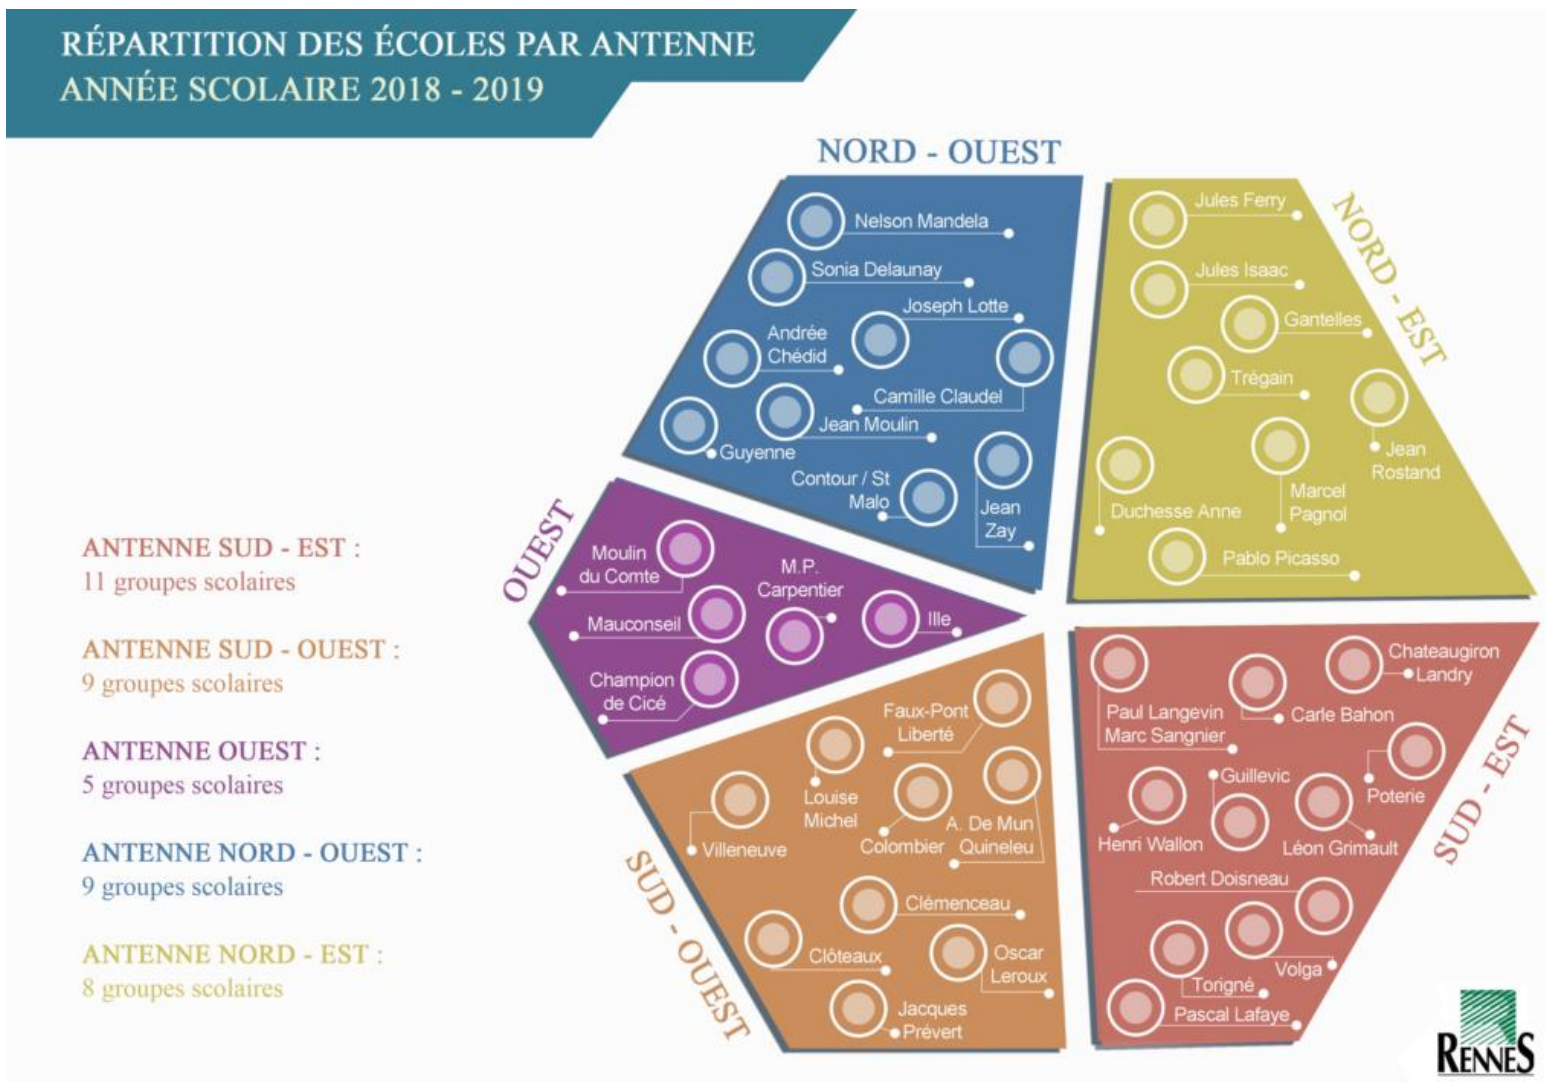 RÉPARTITION DES ÉCOLES PAR ANTENNE
ANNÉE SCOLAIRE 2018 - 2019
NORD - OUEST
Nelson Mandela
Sonia Delaunay
Joseph Lotte
Andrée
Chédid
Camille Claudel
Jean Moulin
Guyenne
Contour / St
Malo
Jean
Zay
NORD - EST
Jules Ferry
Jules Isaac
Gantelles
Trégain
Jean
Rostand
Marcel
Pagnol
Duchesse Anne
Pablo Picasso
OUEST
Moulin
du Comte
M.P.
Carpentier
Mauconseil
Ille
Champion
de Cicé
ANTENNE SUD - EST :
11 groupes scolaires
ANTENNE SUD - OUEST :
9 groupes scolaires
ANTENNE OUEST :
5 groupes scolaires
ANTENNE NORD - OUEST :
9 groupes scolaires
ANTENNE NORD - EST :
8 groupes scolaires
SUD - OUEST
Faux-Pont
Liberté
Louise
Michel
Villeneuve
Colombier
A. De Mun
Quineleu
Clémenceau
Clôteaux
Oscar
Leroux
Jacques
Prévert
SUD - EST
Chateaugiron
Landry
Paul Langevin
Marc Sangnier
Carle Bahon
Guillevic
Poterie
Henri Wallon
Léon Grimault
Robert Doisneau
Volga
Torigné
Pascal Lafaye
RENNES